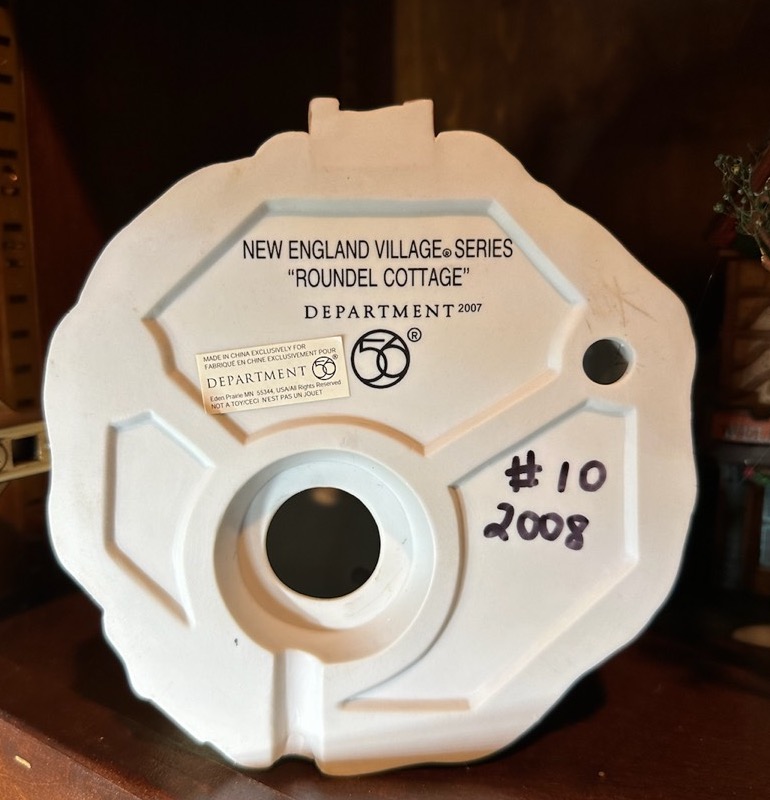 NEW ENGLAND VILLAGE® SERIES
"ROUNDEL COTTAGE"
DEPARTMENT 2007
56®
MADE IN CHINA EXCLUSIVELY FOR
FABRIQUE EN CHINE EXCLUSIVEMENT POUR
DEPARTMENT 56®
Eden Prairie MN 55344, USA/All Rights Reserved
NOT A TOY/CECI N'EST PAS UN JOUET
#10
2008